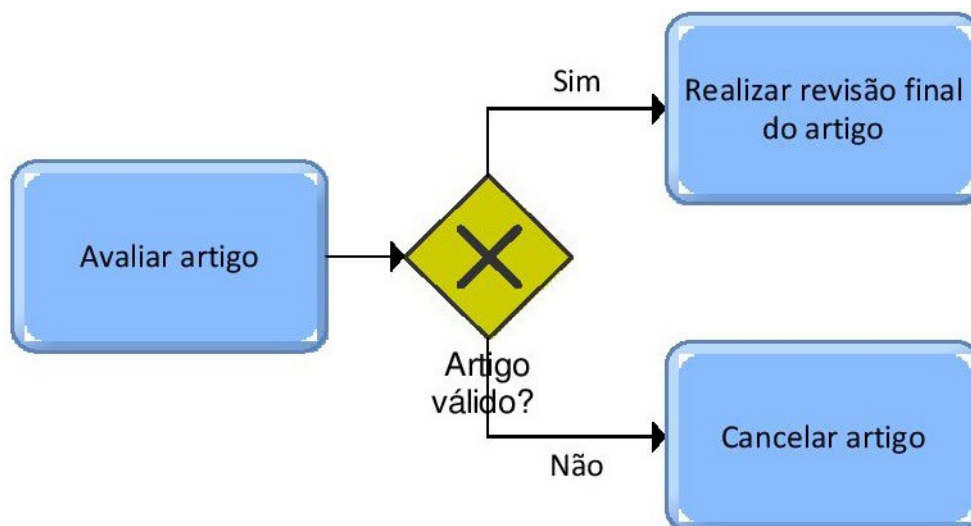 Sim
Realizar revisão final
do artigo
Avaliar artigo
Artigo
válido?
Não
Cancelar artigo